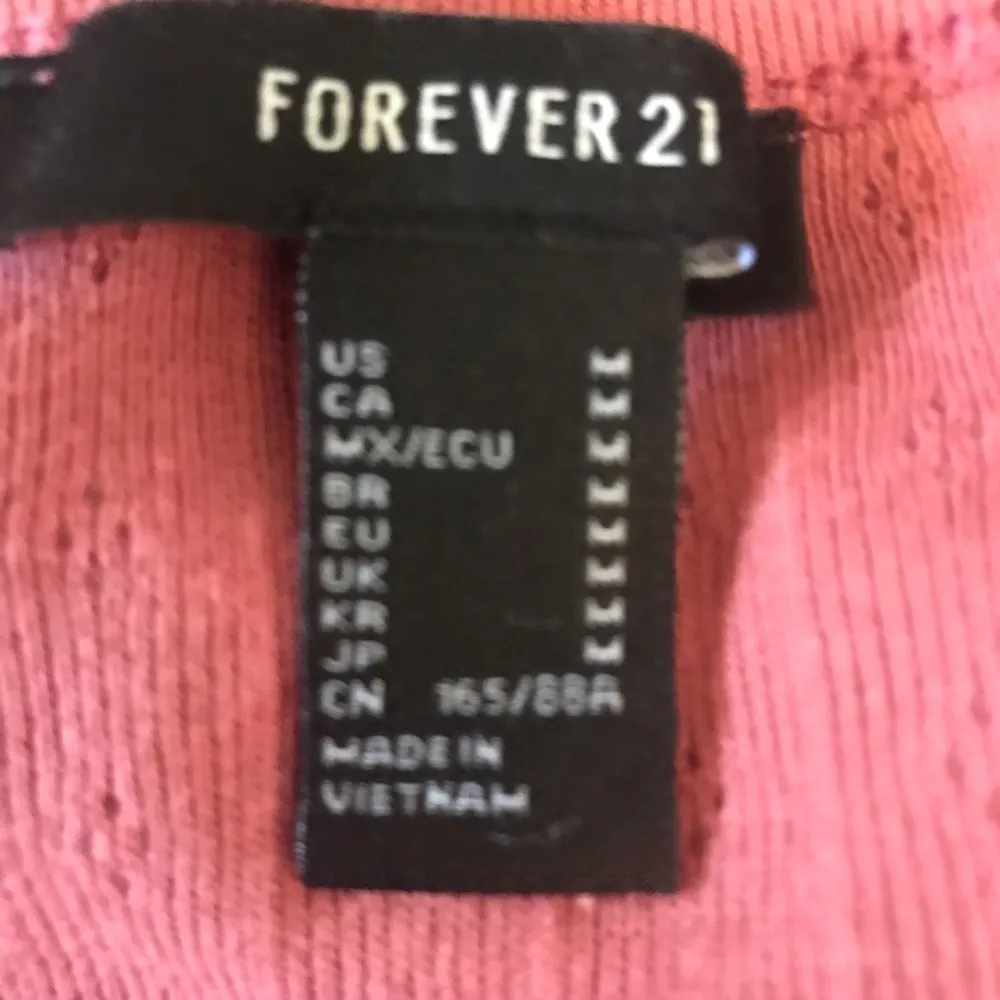 FOREVER 21
US M
CA M
MX/ECU M
BR M
EU M
UK M
KR M
JP M
CN 165/88A
MADE IN
VIETNAM